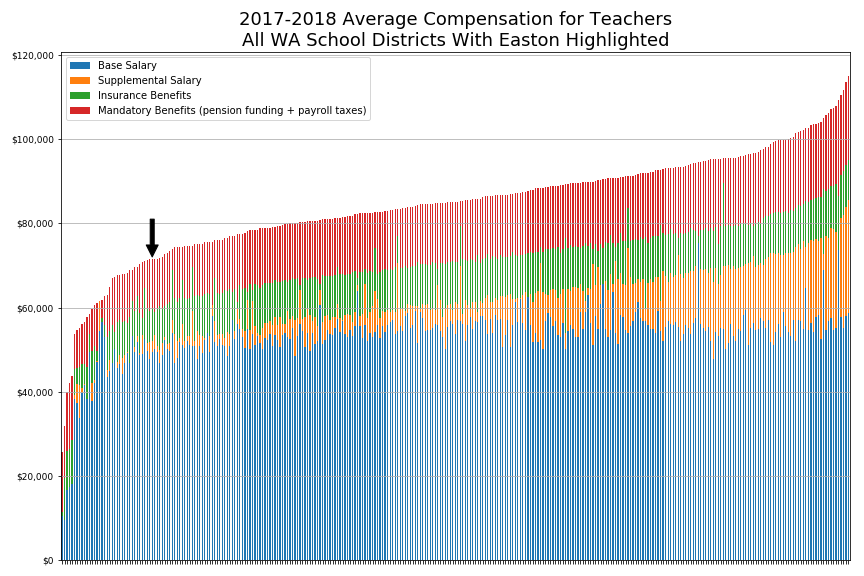 2017-2018 Average Compensation for Teachers
All WA School Districts With Easton Highlighted
$120,000
$100,000
$80,000
$60,000
$40,000
$20,000
$0
Base Salary
Supplemental Salary
Insurance Benefits
Mandatory Benefits (pension funding + payroll taxes)